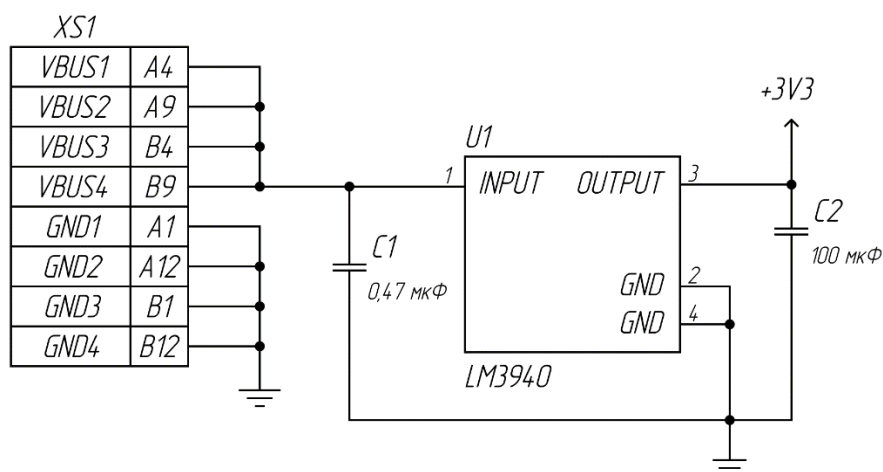 XS1
VBUS1 A4
VBUS2 A9
VBUS3 B4
VBUS4 B9
GND1 A1
GND2 A12
GND3 B1
GND4 B12
C1
0,47 мкФ
U1
1
INPUT OUTPUT
3
GND 2
GND 4
LM3940
+3V3
C2
100 мкФ